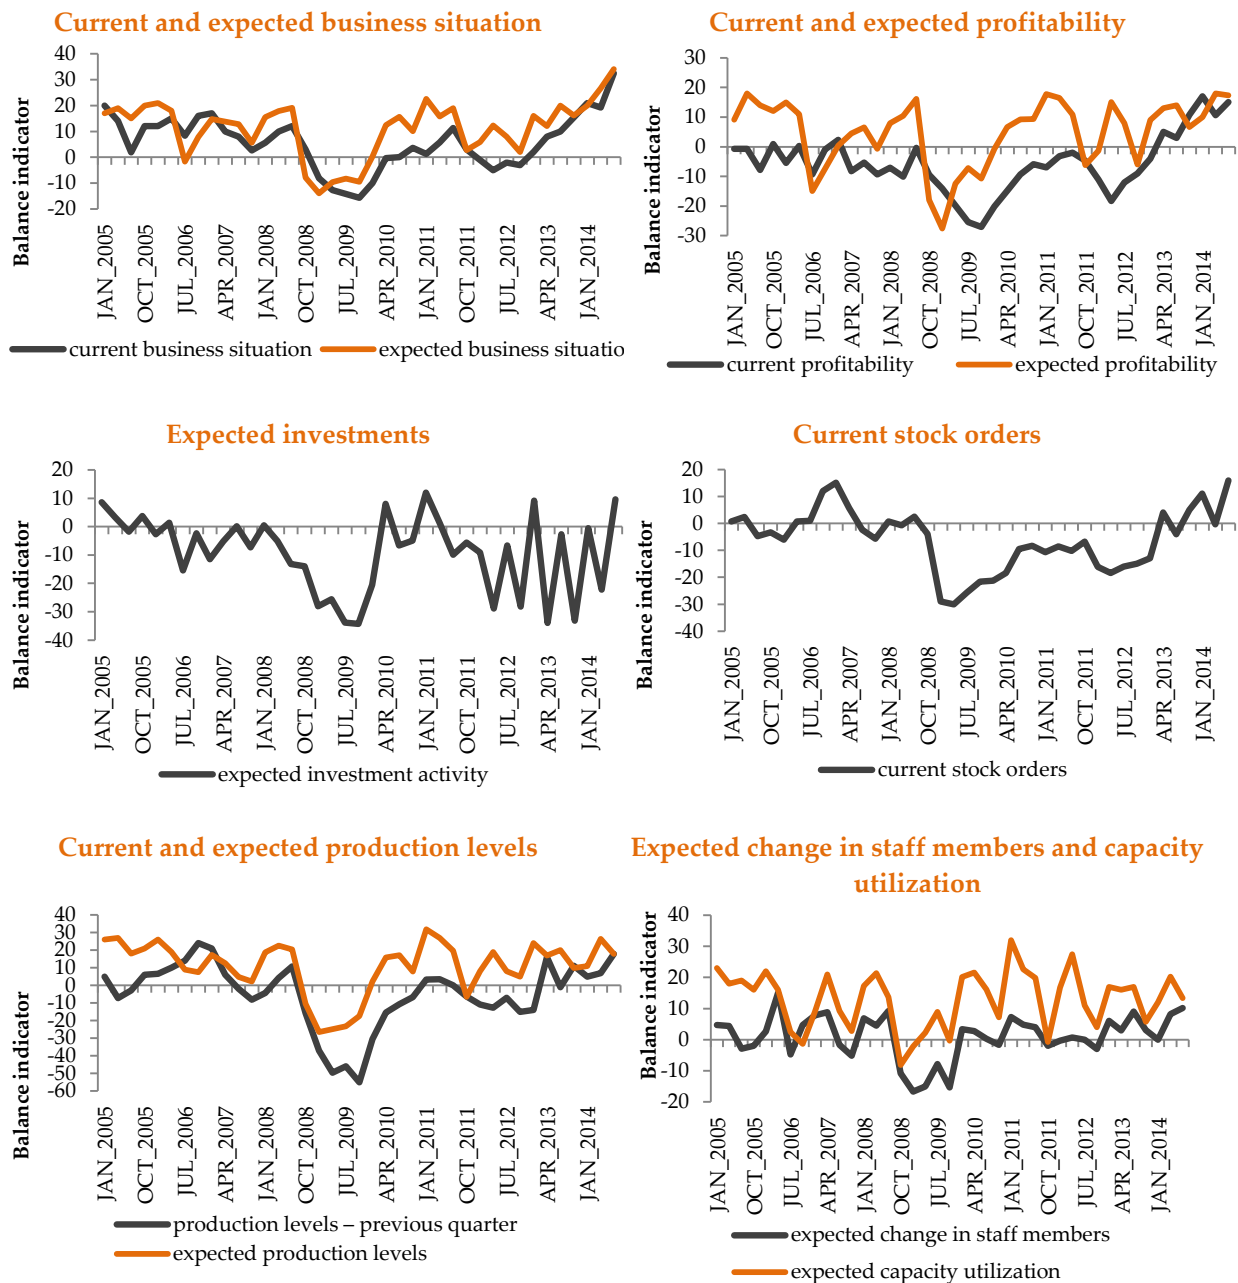 Current and expected business situation
Balance indicator
40
30
20
10
0
-10
-20
JAN_2005
OCT_2005
JUL_2006
APR_2007
JAN_2008
OCT_2008
JUL_2009
APR_2010
JAN_2011
OCT_2011
JUL_2012
APR_2013
JAN_2014
current business situation
expected business situatio
Current and expected profitability
Balance indicator
30
20
10
0
-10
-20
-30
JAN_2005
OCT_2005
JUL_2006
APR_2007
JAN_2008
OCT_2008
JUL_2009
APR_2010
JAN_2011
OCT_2011
JUL_2012
APR_2013
JAN_2014
current profitability
expected profitability
Expected investments
Balance indicator
20
10
0
-10
-20
-30
-40
JAN_2005
OCT_2005
JUL_2006
APR_2007
JAN_2008
OCT_2008
JUL_2009
APR_2010
JAN_2011
OCT_2011
JUL_2012
APR_2013
JAN_2014
expected investment activity
Current stock orders
Balance indicator
20
10
0
-10
-20
-30
-40
JAN_2005
OCT_2005
JUL_2006
APR_2007
JAN_2008
OCT_2008
JUL_2009
APR_2010
JAN_2011
OCT_2011
JUL_2012
APR_2013
JAN_2014
current stock orders
Current and expected production levels
Balance indicator
40
30
20
10
0
-10
-20
-30
-40
-50
-60
JAN_2005
OCT_2005
JUL_2006
APR_2007
JAN_2008
OCT_2008
JUL_2009
APR_2010
JAN_2011
OCT_2011
JUL_2012
APR_2013
JAN_2014
production levels – previous quarter
expected production levels
Expected change in staff members and capacity
utilization
Balance indicator
40
30
20
10
0
-10
-20
JAN_2005
OCT_2005
JUL_2006
APR_2007
JAN_2008
OCT_2008
JUL_2009
APR_2010
JAN_2011
OCT_2011
JUL_2012
APR_2013
JAN_2014
expected change in staff members
expected capacity utilization